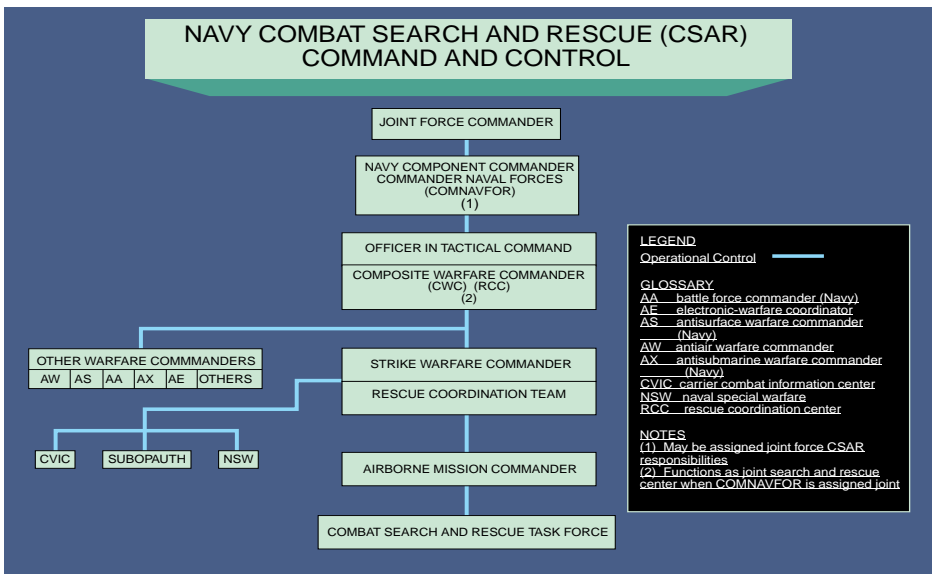 NAVY COMBAT SEARCH AND RESCUE (CSAR)
COMMAND AND CONTROL
JOINT FORCE COMMANDER
NAVY COMPONENT COMMANDER
COMMANDER NAVAL FORCES
(COMNAVFOR)
(1)
OFFICER IN TACTICAL COMMAND
COMPOSITE WARFARE COMMANDER
(CWC) (RCC)
(2)
OTHER WARFARE COMMMANDERS
AW AS AA AX AE OTHERS
STRIKE WARFARE COMMANDER
RESCUE COORDINATION TEAM
CVIC SUBOPAUTH NSW
AIRBORNE MISSION COMMANDER
COMBAT SEARCH AND RESCUE TASK FORCE
LEGEND
Operational Control
GLOSSARY
AA battle force commander (Navy)
AE electronic-warfare coordinator
AS antisurface warfare commander
(Navy)
AW antiair warfare commander
AX antisubmarine warfare commander
(Navy)
CVIC carrier combat information center
NSW naval special warfare
RCC rescue coordination center
NOTES
(1) May be assigned joint force CSAR
responsibilities
(2) Functions as joint search and rescue
center when COMNAVFOR is assigned joint